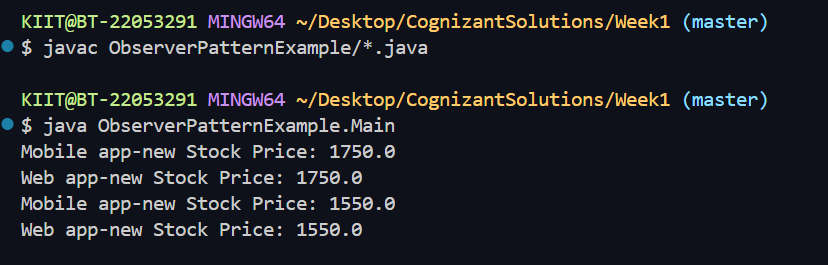 KIIT@BT-22053291 MINGW64 ~/Desktop/CognizantSolutions/Week1 (master)
$ javac ObserverPatternExample/*.java
KIIT@BT-22053291 MINGW64 ~/Desktop/CognizantSolutions/Week1 (master)
$ java ObserverPatternExample.Main
Mobile app-new Stock Price: 1750.0
Web app-new Stock Price: 1750.0
Mobile app-new Stock Price: 1550.0
Web app-new Stock Price: 1550.0